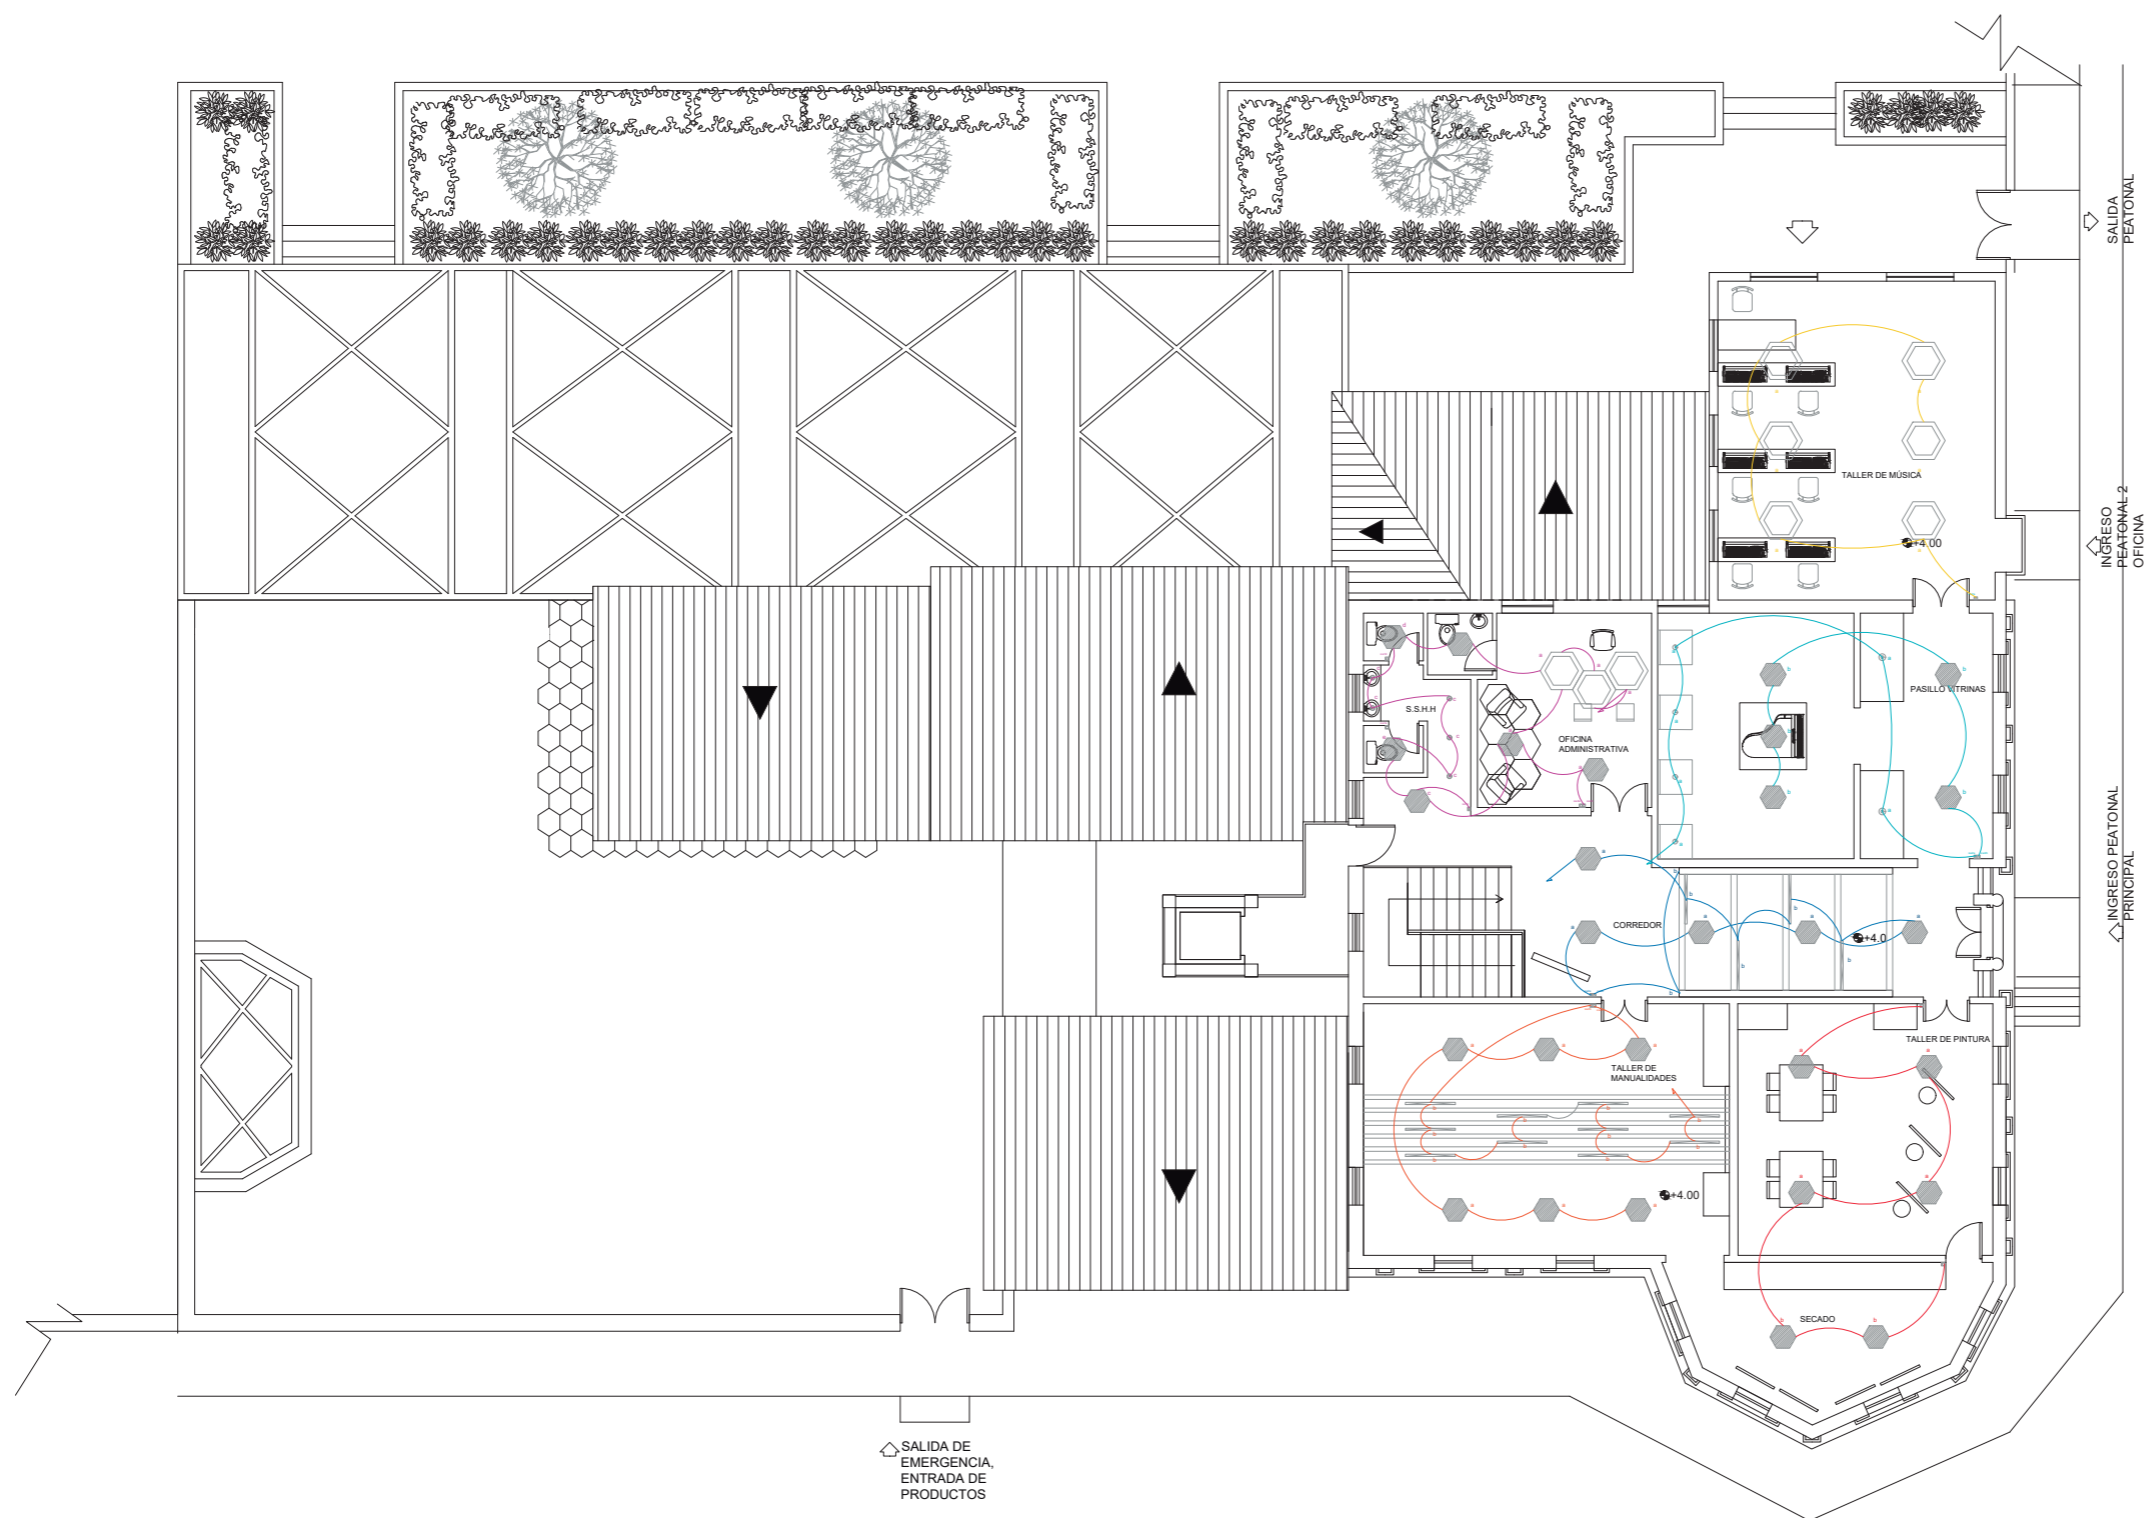 SALIDA
PEATONAL
TALLER DE MÚSICA
INGRESO
PEATONAL 2
OFICINA
+4.00
PASILLO VITRINAS
S.S.H.H
OFICINA
ADMINISTRATIVA
INGRESO PEATONAL
PRINCIPAL
CORREDOR
+4.0
TALLER DE PINTURA
TALLER DE
MANUALIDADES
+4.00
SECADO
SALIDA DE
EMERGENCIA,
ENTRADA DE
PRODUCTOS